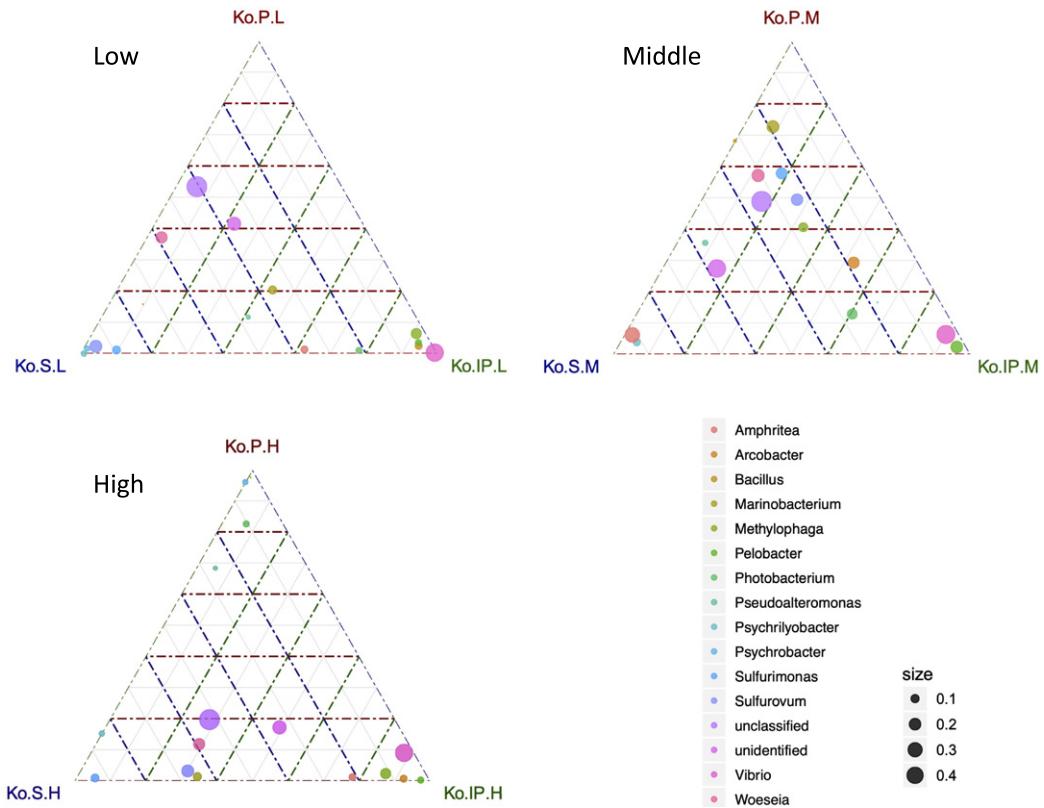 Ko.P.L
Ko.P.M
Low
Middle
Ko.S.L
Ko.IP.L
Ko.S.M
Ko.IP.M
Ko.P.H
High
Ko.S.H
Ko.IP.H
Amphritea
Arcobacter
Bacillus
Marinobacterium
Methylophaga
Pelobacter
Photobacterium
Pseudoalteromonas
Psychrilyobacter
Psychrobacter
Sulfurimonas
Sulfurovum
unclassified
unidentified
Vibrio
Woeseia
size
0.1
0.2
0.3
0.4